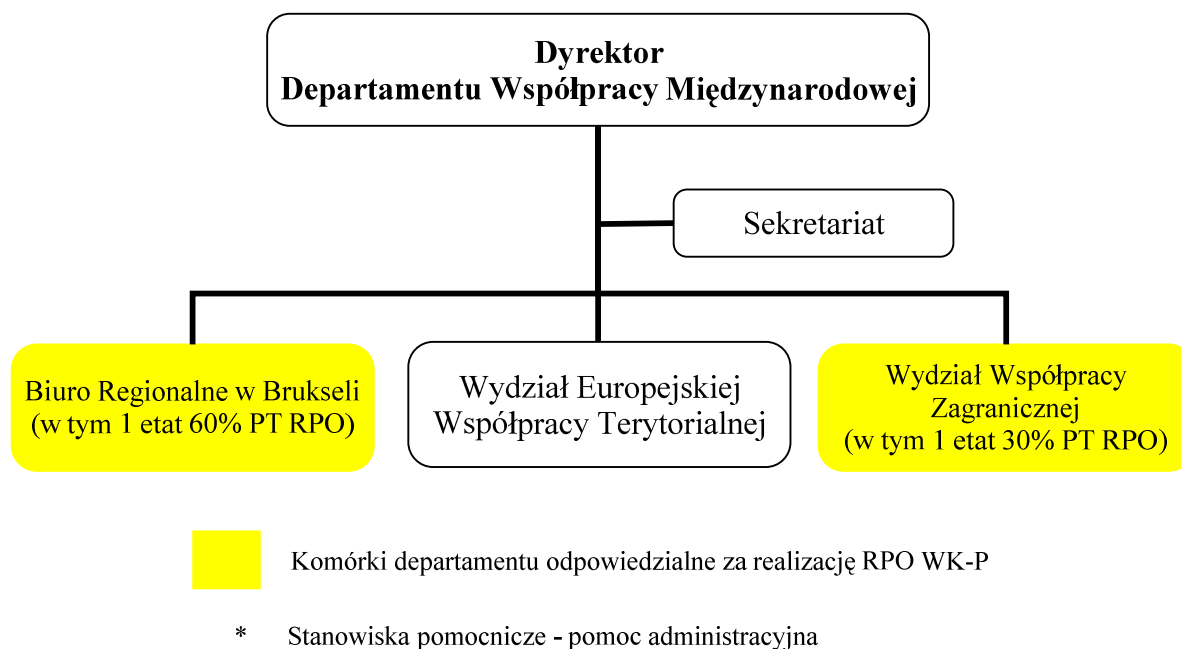 Dyrektor
Departamentu Współpracy Międzynarodowej
Sekretariat
Biuro Regionalne w Brukseli
(w tym 1 etat 60% PT RPO)
Wydział Europejskiej
Współpracy Terytorialnej
Wydział Współpracy
Zagranicznej
(w tym 1 etat 30% PT RPO)
Komórki departamentu odpowiedzialne za realizację RPO WK-P
* Stanowiska pomocnicze - pomoc administracyjna